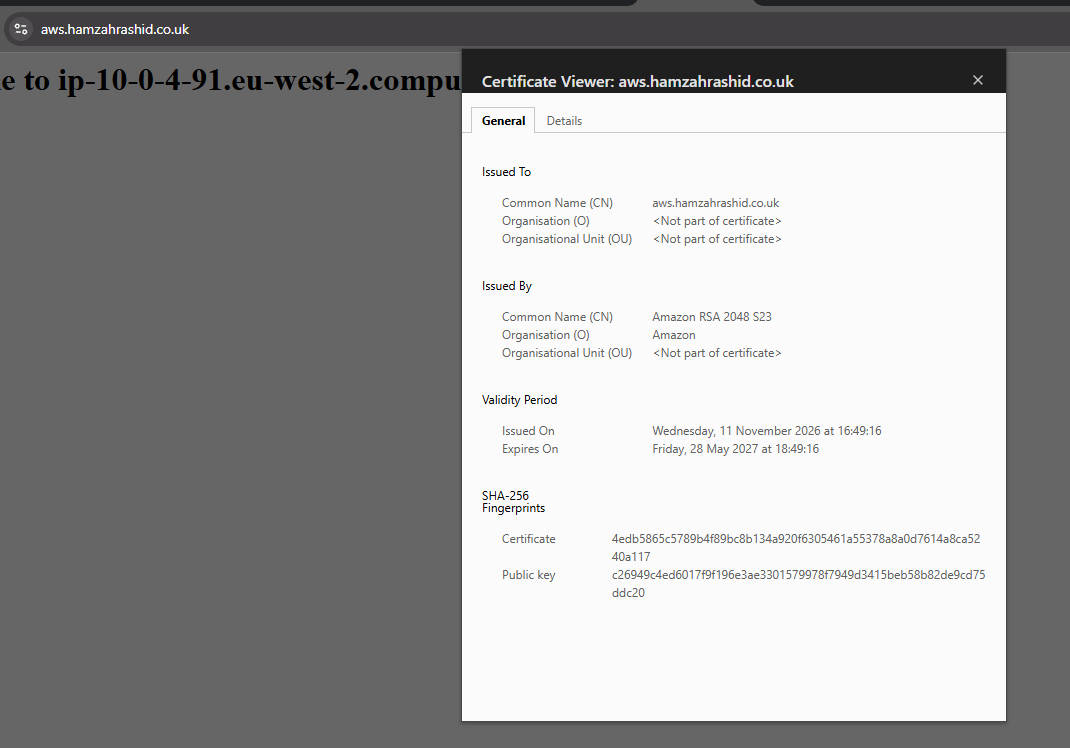 aws.hamzahrashid.co.uk
e to ip-10-0-4-91.eu-west-2.compu
Certificate Viewer: aws.hamzahrashid.co.uk
General Details
Issued To
Common Name (CN) aws.hamzahrashid.co.uk
Organisation (O) <Not part of certificate>
Organisational Unit (OU) <Not part of certificate>
Issued By
Common Name (CN) Amazon RSA 2048 S23
Organisation (O) Amazon
Organisational Unit (OU) <Not part of certificate>
Validity Period
Issued On Wednesday, 11 November 2026 at 16:49:16
Expires On Friday, 28 May 2027 at 18:49:16
SHA-256
Fingerprints
Certificate 4edb5865c5789b4f89bc8b134a920f6305461a55378a8a0d7614a8ca52
40a117
Public key c26949c4ed6017f9f196e3ae3301579978f7949d3415beb58b82de9cd75
ddc20